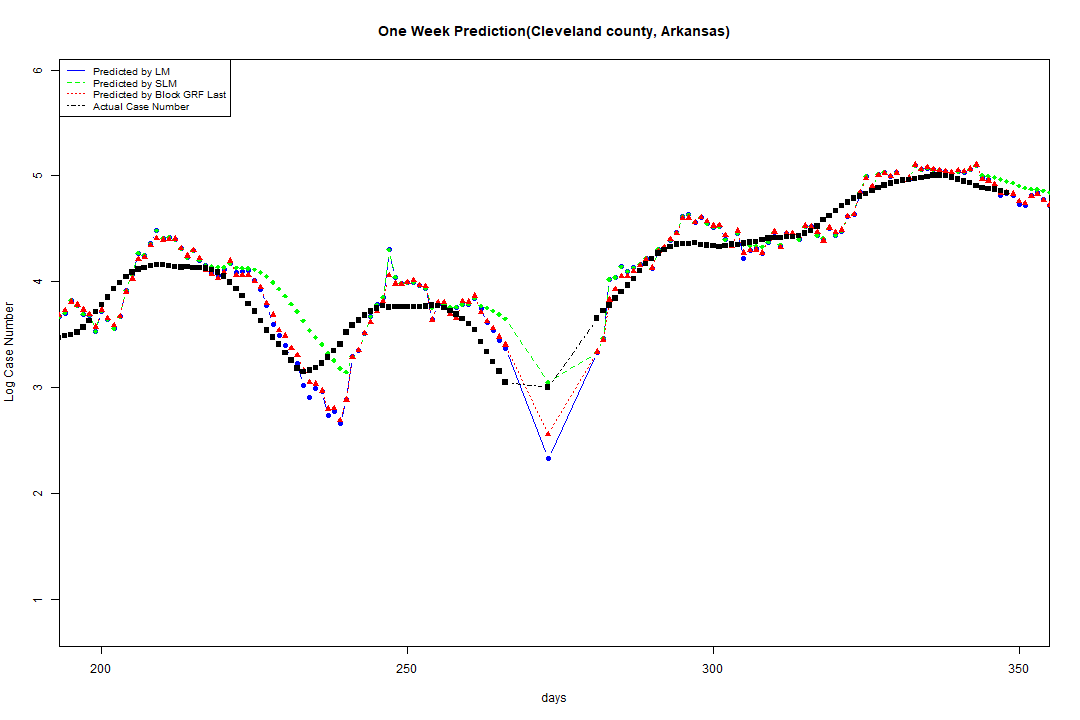 One Week Prediction(Cleveland county, Arkansas)
Predicted by LM
Predicted by SLM
Predicted by Block GRF Last
Actual Case Number
6
5
4
3
2
1
Log Case Number
200 250 300 350
days